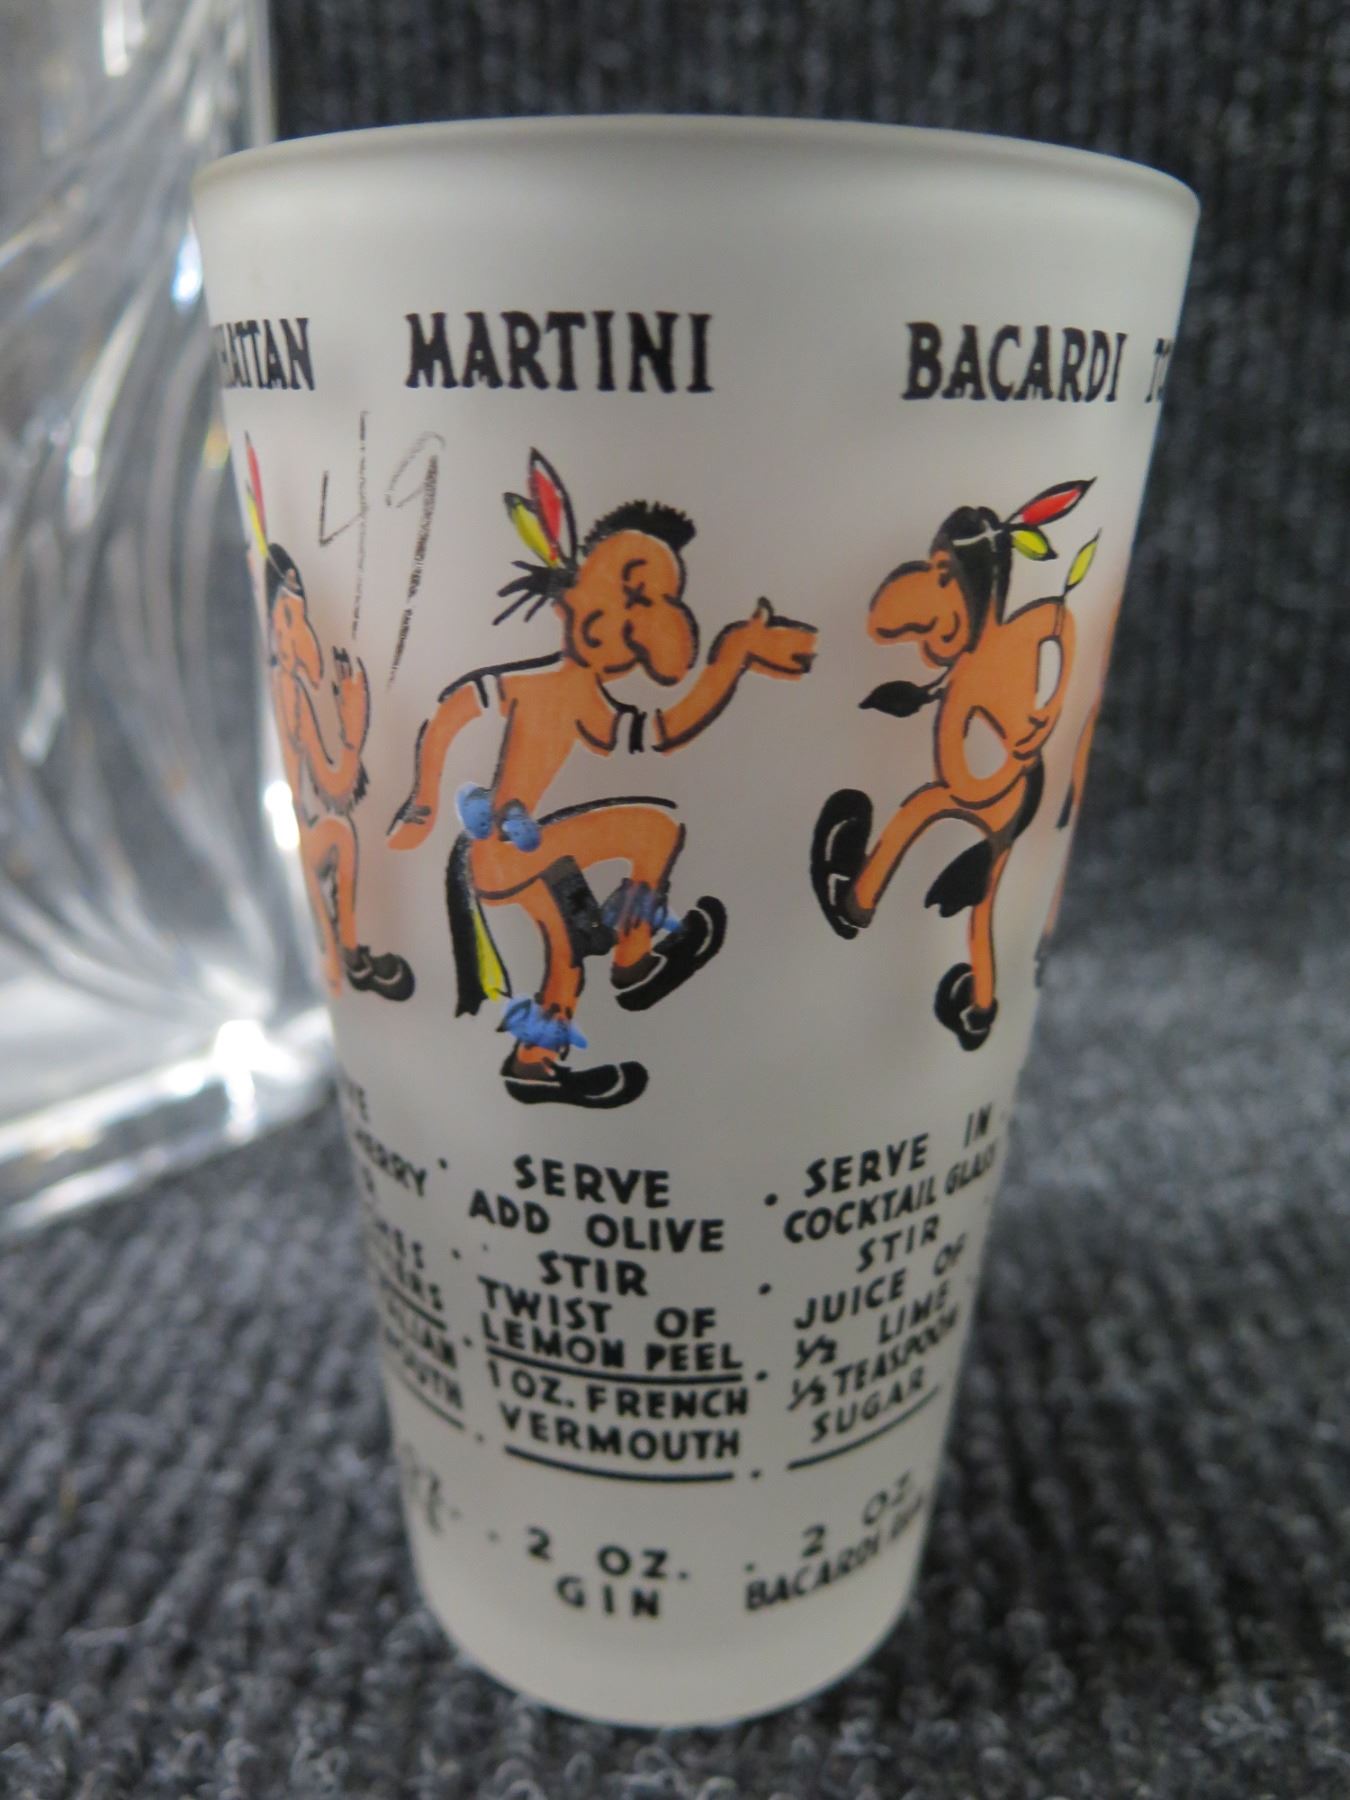 MARTINI
BACARDI
49
SERVE
ADD OLIVE
STIR
TWIST OF
LEMON PEEL
1 OZ. FRENCH
VERMOUTH
2 OZ.
GIN
SERVE IN
COCKTAIL GLASS
STIR
JUICE OF
1/2 LIME
1/2 TEASPOON
SUGAR
2 OZ.
BACARDI